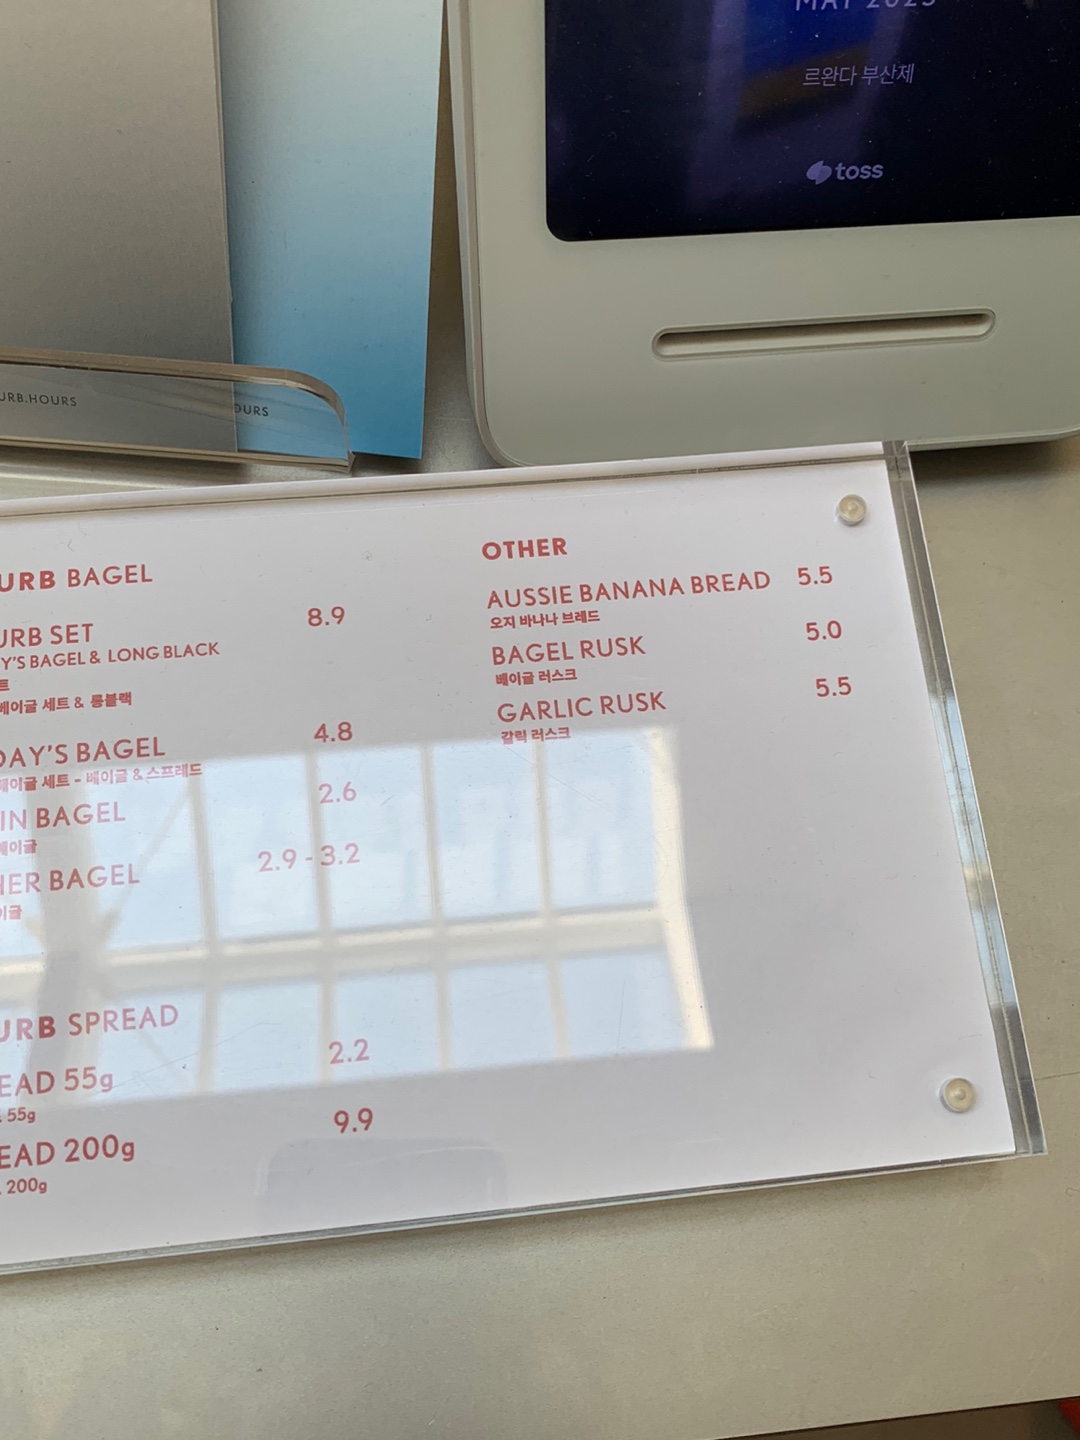 르완다 부산제
toss
URB.HOURS
OURS
URB BAGEL
URB SET 8.9
Y'S BAGEL & LONG BLACK
트
베이글 세트 & 롱블랙
DAY'S BAGEL 4.8
베이글 세트 - 베이글 & 스프레드
IN BAGEL 2.6
베이글
HER BAGEL 2.9 - 3.2
이글
URB SPREAD
EAD 55g 2.2
55g
EAD 200g 9.9
200g
OTHER
AUSSIE BANANA BREAD 5.5
오지 바나나 브레드
BAGEL RUSK 5.0
베이글 러스크
GARLIC RUSK 5.5
갈릭 러스크